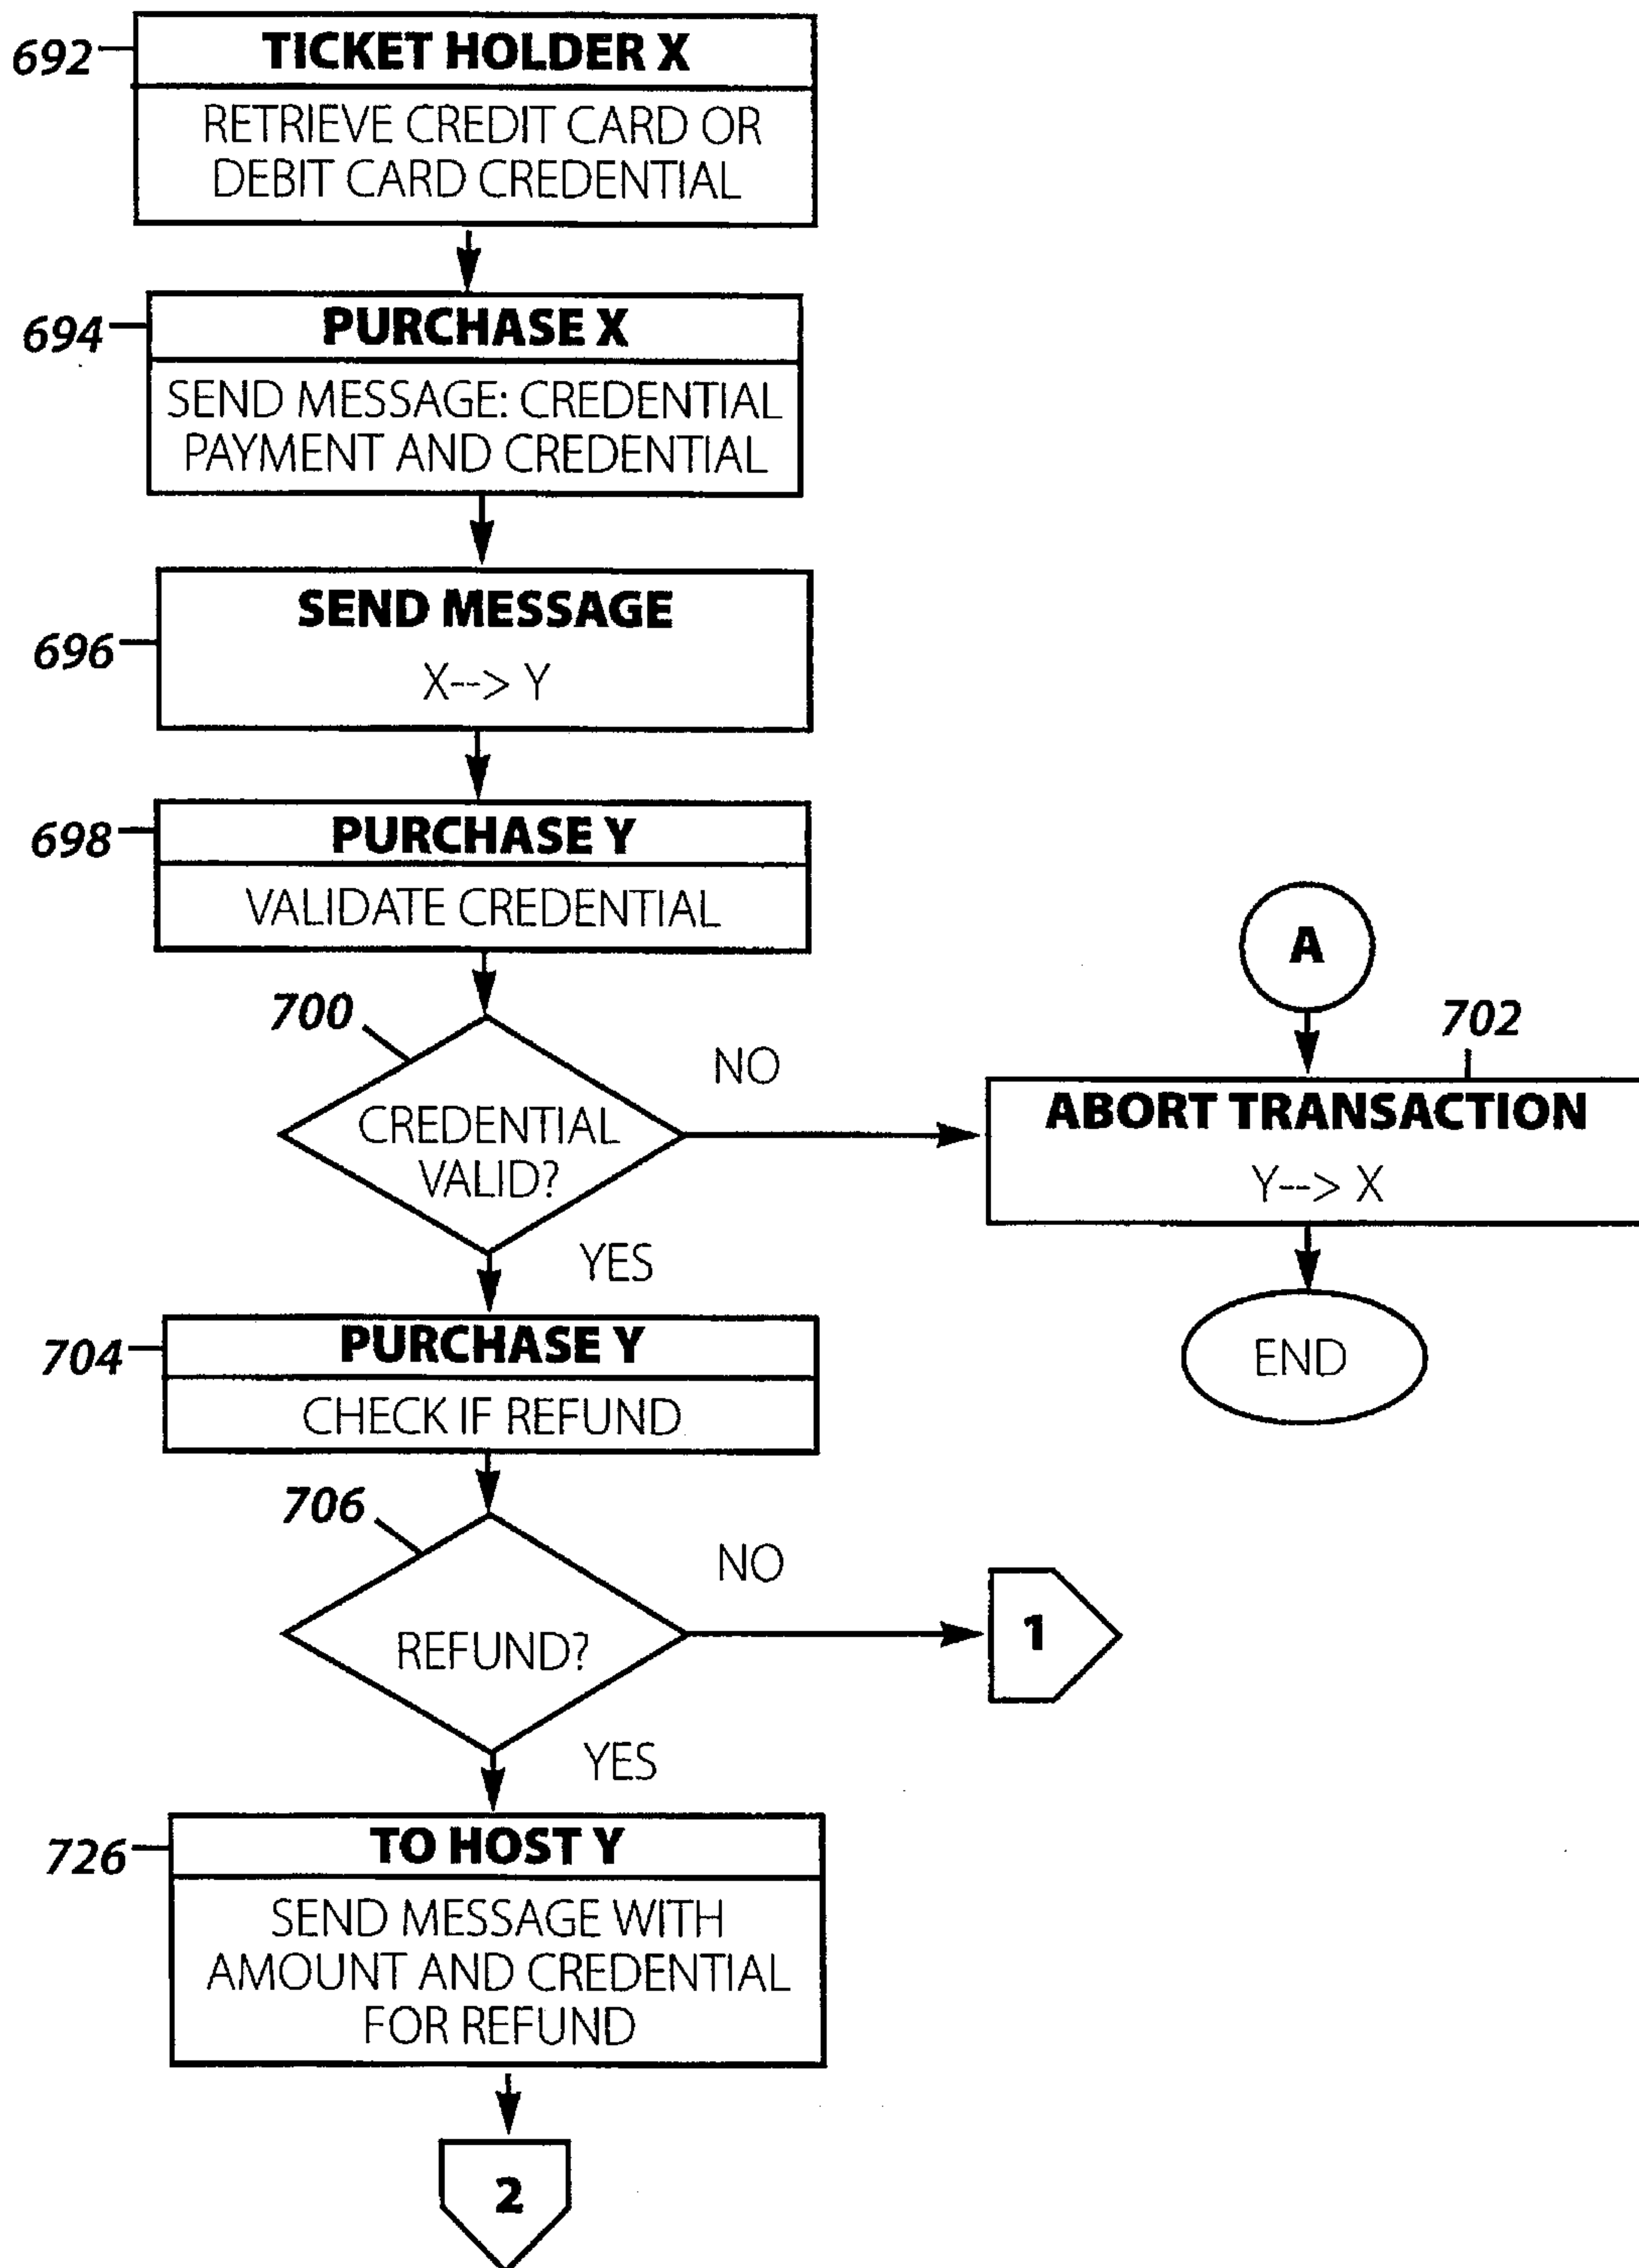 692
TICKET HOLDER X
RETRIEVE CREDIT CARD OR
DEBIT CARD CREDENTIAL
694
PURCHASE X
SEND MESSAGE: CREDENTIAL
PAYMENT AND CREDENTIAL
696
SEND MESSAGE
X--> Y
698
PURCHASE Y
VALIDATE CREDENTIAL
700
CREDENTIAL
VALID?
NO
YES
A
702
ABORT TRANSACTION
Y--> X
END
704
PURCHASE Y
CHECK IF REFUND
706
REFUND?
NO
1
YES
726
TO HOST Y
SEND MESSAGE WITH
AMOUNT AND CREDENTIAL
FOR REFUND
2